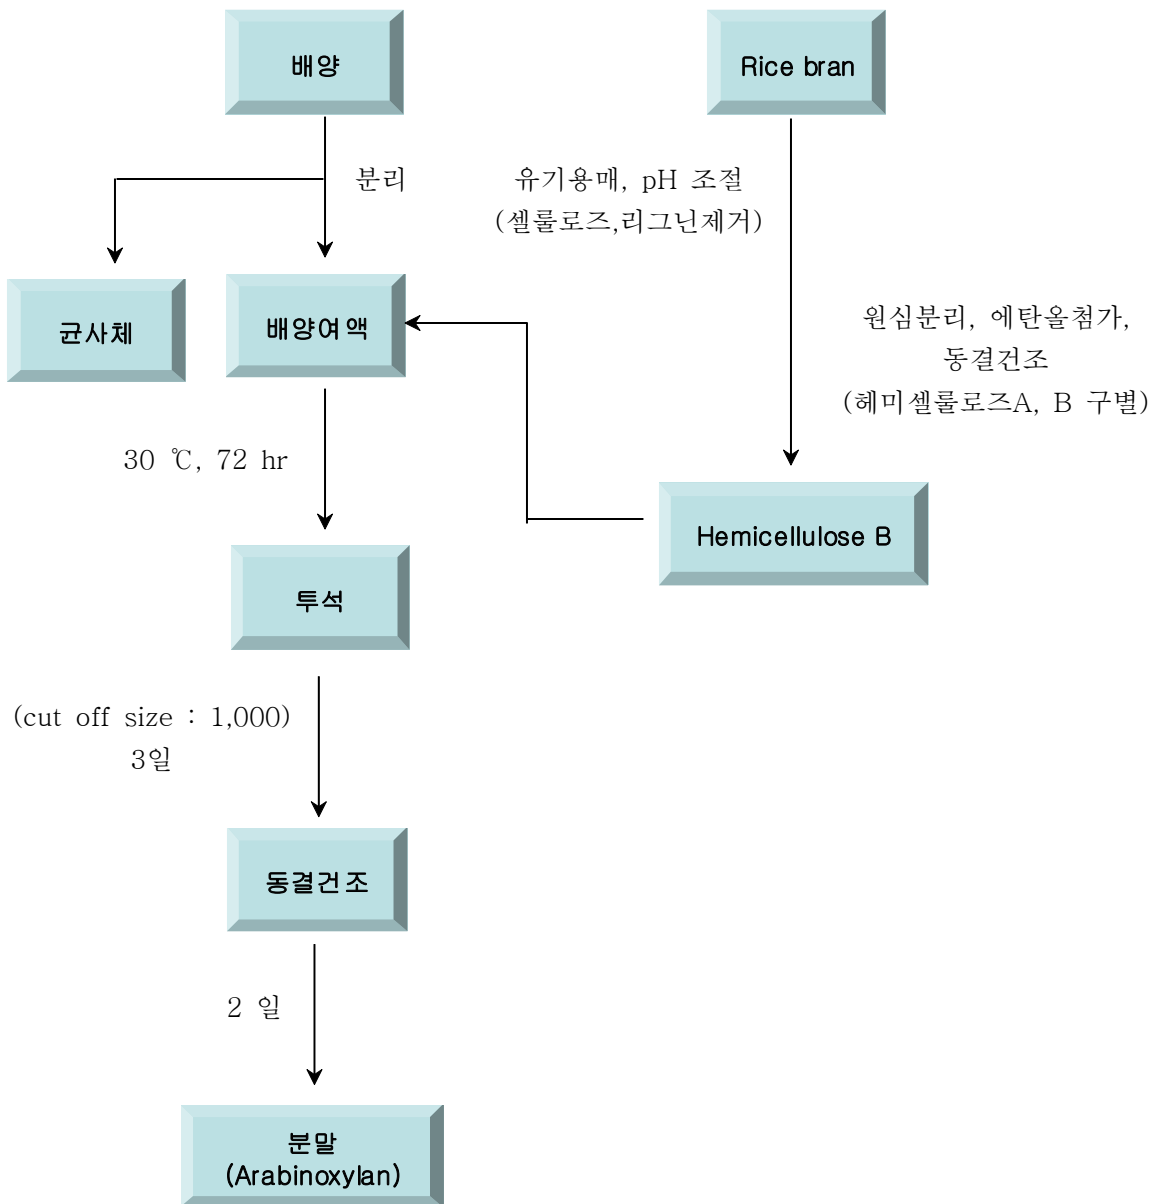 배양
Rice bran
분리
유기용매, pH 조절
(셀룰로즈,리그닌제거)
균사체
배양여액
원심분리, 에탄올첨가,
동결건조
(헤미셀룰로즈A, B 구별)
30 ℃, 72 hr
Hemicellulose B
투석
(cut off size : 1,000)
3일
동결건조
2 일
분말
(Arabinoxylan)